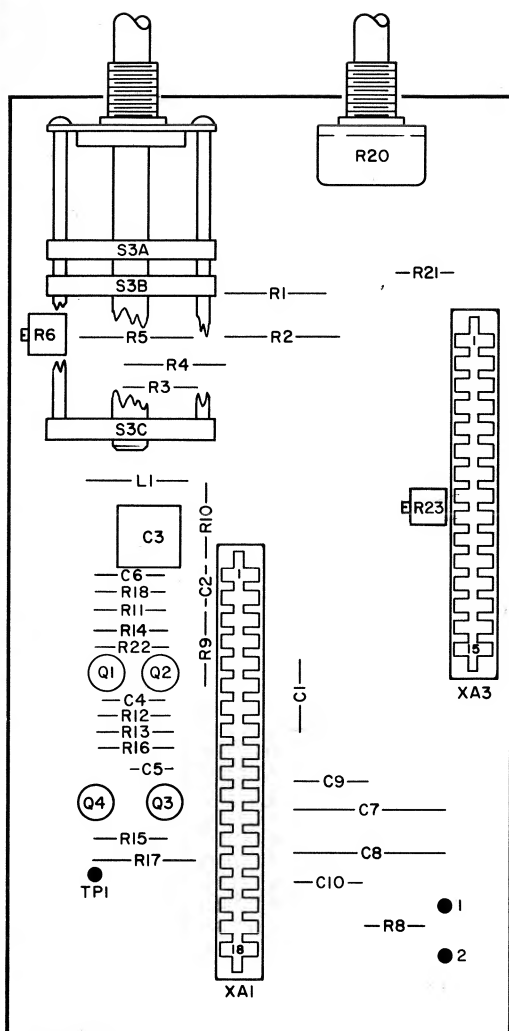 R20
S3A
R21
S3B
R1
1
R6
R5
R2
R4
R3
S3C
L1
R10
R23
C3
C6
1
C2
R18
R11
R14
R9
R22
15
Q1
Q2
C1
XA3
C4
R12
R13
R16
C5
C9
Q4
Q3
C7
R15
C8
R17
TP1
C10
1
R8
18
2
XA1